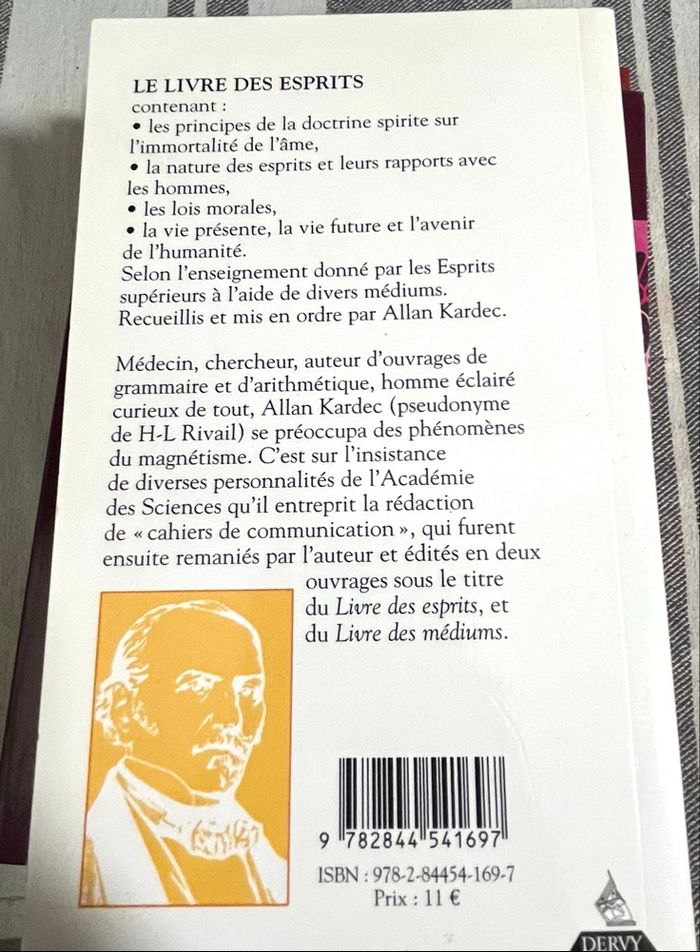 LE LIVRE DES ESPRITS
contenant :
• les principes de la doctrine spirite sur
l'immortalité de l'âme,
• la nature des esprits et leurs rapports avec
les hommes,
• les lois morales,
• la vie présente, la vie future et l'avenir
de l'humanité.
Selon l'enseignement donné par les Esprits
supérieurs à l'aide de divers médiums.
Recueillis et mis en ordre par Allan Kardec.
Médecin, chercheur, auteur d'ouvrages de
grammaire et d'arithmétique, homme éclairé
curieux de tout, Allan Kardec (pseudonyme
de H-L Rivail) se préoccupa des phénomènes
du magnétisme. C'est sur l'insistance
de diverses personnalités de l'Académie
des Sciences qu'il entreprit la rédaction
de « cahiers de communication », qui furent
ensuite remaniés par l'auteur et édités en deux
ouvrages sous le titre
du Livre des esprits, et
du Livre des médiums.
9 782844 541697
ISBN : 978-2-84454-169-7
Prix : 11 €
DERVY